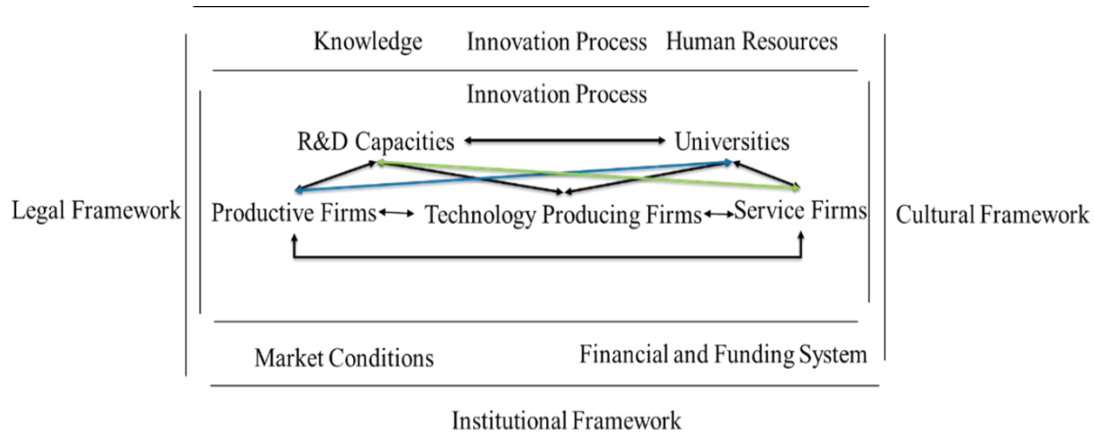 Knowledge Innovation Process Human Resources
Innovation Process
R&D Capacities Universities
Legal Framework Productive Firms Technology Producing Firms Service Firms Cultural Framework
Market Conditions Financial and Funding System
Institutional Framework